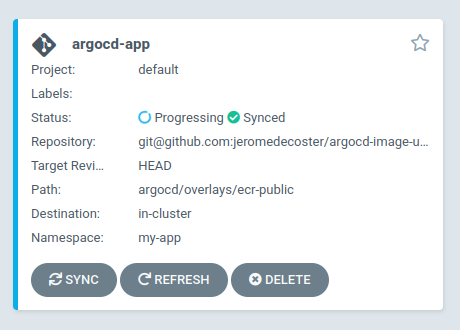 argocd-app
Project: default
Labels:
Status: Progressing Synced
Repository: git@github.com:jeromedecoster/argocd-image-u...
Target Revi... HEAD
Path: argocd/overlays/ecr-public
Destination: in-cluster
Namespace: my-app
SYNC REFRESH DELETE